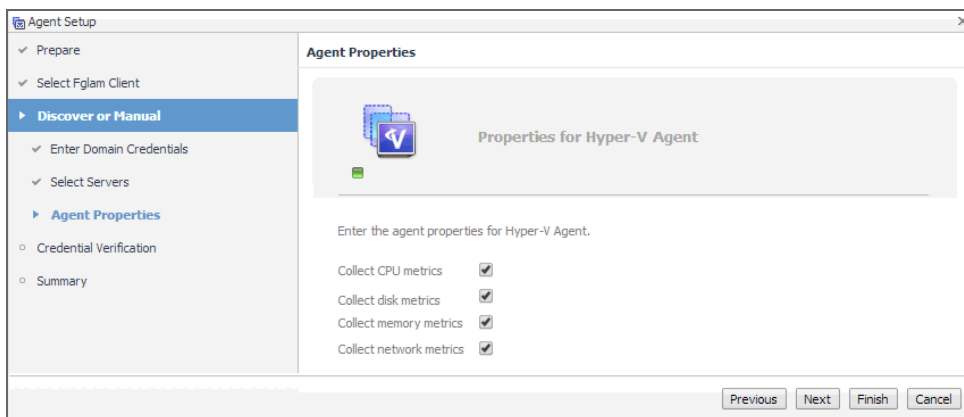 Agent Setup
Prepare
Select Fglam Client
Discover or Manual
Enter Domain Credentials
Select Servers
Agent Properties
Credential Verification
Summary
Agent Properties
Properties for Hyper-V Agent
Enter the agent properties for Hyper-V Agent.
Collect CPU metrics
Collect disk metrics
Collect memory metrics
Collect network metrics
Previous
Next
Finish
Cancel